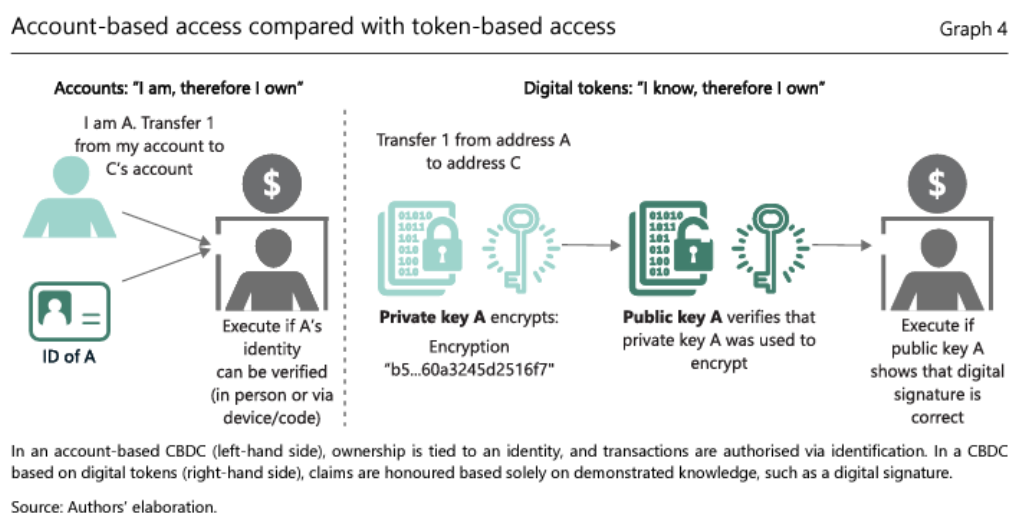 Account-based access compared with token-based access
Graph 4
Accounts: "I am, therefore I own"
I am A. Transfer 1
from my account to
C's account
$
ID of A
Execute if A's
identity
can be verified
(in person or via
device/code)
Digital tokens: "I know, therefore I own"
Transfer 1 from address A
to address C
01010
1011
101
010
100
010
Private key A encrypts:
Encryption
"b5...60a3245d2516f7"
01010
1011
101
010
100
010
Public key A verifies that
private key A was used to
encrypt
$
Execute if
public key A
shows that digital
signature is
correct
In an account-based CBDC (left-hand side), ownership is tied to an identity, and transactions are authorised via identification. In a CBDC
based on digital tokens (right-hand side), claims are honoured based solely on demonstrated knowledge, such as a digital signature.
Source: Authors' elaboration.